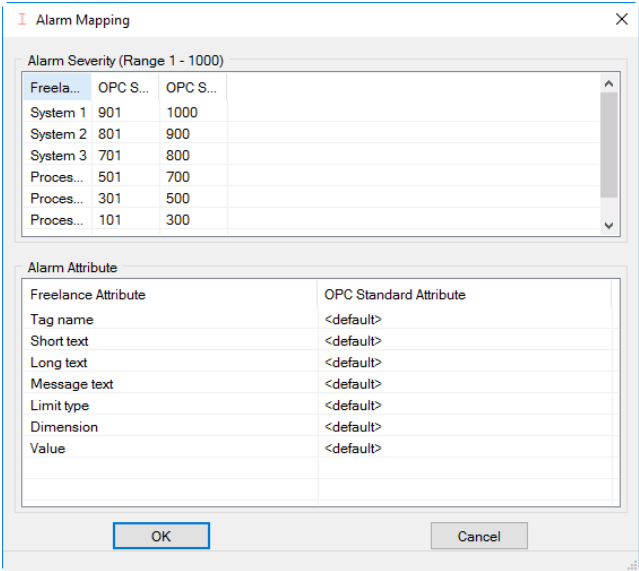 Alarm Mapping
Alarm Severity (Range 1 - 1000)
Freela... OPC S... OPC S...
System 1 901 1000
System 2 801 900
System 3 701 800
Proces... 501 700
Proces... 301 500
Proces... 101 300
Alarm Attribute
Freelance Attribute OPC Standard Attribute
Tag name <default>
Short text <default>
Long text <default>
Message text <default>
Limit type <default>
Dimension <default>
Value <default>
OK Cancel